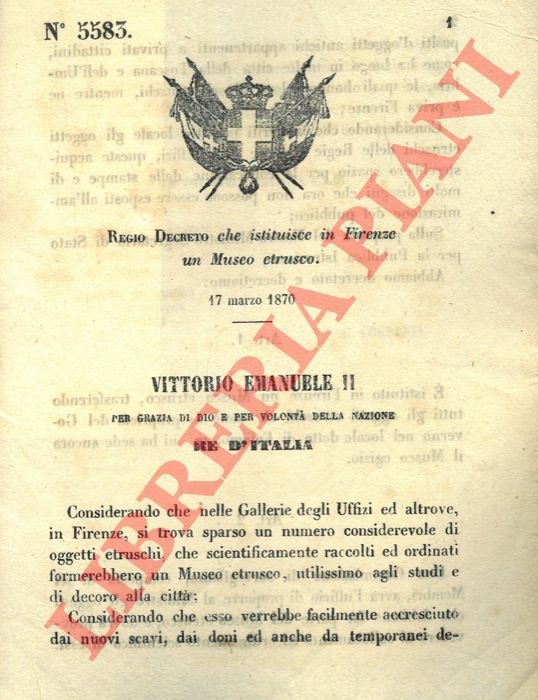 N° 5583.
1
REGIO DECRETO che istituisce in Firenze
un Museo etrusco.
17 marzo 1870
VITTORIO EMANUELE II
PER GRAZIA DI DIO E PER VOLONTÀ DELLA NAZIONE
RE D'ITALIA
Considerando che nelle Gallerie degli Uffizi ed altrove,
in Firenze, si trova sparso un numero considerevole di
oggetti etruschi, che scientificamente raccolti ed ordinati
formerebbero un Museo etrusco, utilissimo agli studi e
di decoro alla città;
Considerando che esso verrebbe facilmente accresciuto
dai nuovi scavi, dai doni ed anche da temporanei de-
LIBRERIA PIANI